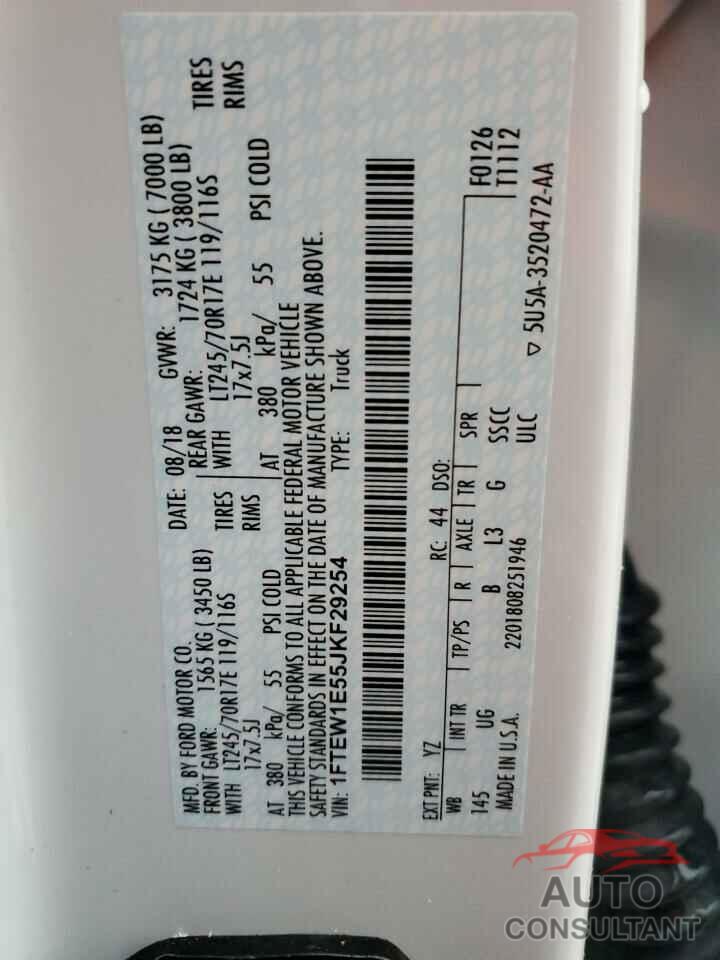 MFD. BY FORD MOTOR CO.
DATE: 08/18 GVWR: 3175 KG ( 7000 LB)
FRONT GAWR: 1565 KG ( 3450 LB)
REAR GAWR: 1724 KG ( 3800 LB)
WITH LT245/70R17E 119/116S TIRES
WITH LT245/70R17E 119/116S TIRES
17x7.5J RIMS
17x7.5J RIMS
AT 380 kPa/ 55 PSI COLD
AT 380 kPa/ 55 PSI COLD
THIS VEHICLE CONFORMS TO ALL APPLICABLE FEDERAL MOTOR VEHICLE
SAFETY STANDARDS IN EFFECT ON THE DATE OF MANUFACTURE SHOWN ABOVE.
VIN: 1FTEW1E55JKF29254 TYPE: Truck
EXT PNT: YZ RC: 44 DSO: F0126
T1112
WB INT TR TP/PS R AXLE TR SPR
145 UG B L3 G SSCC
MADE IN U.S.A. 2201808251946 ULC
▽ 5U5A-3520472-AA
AUTO
CONSULTANT